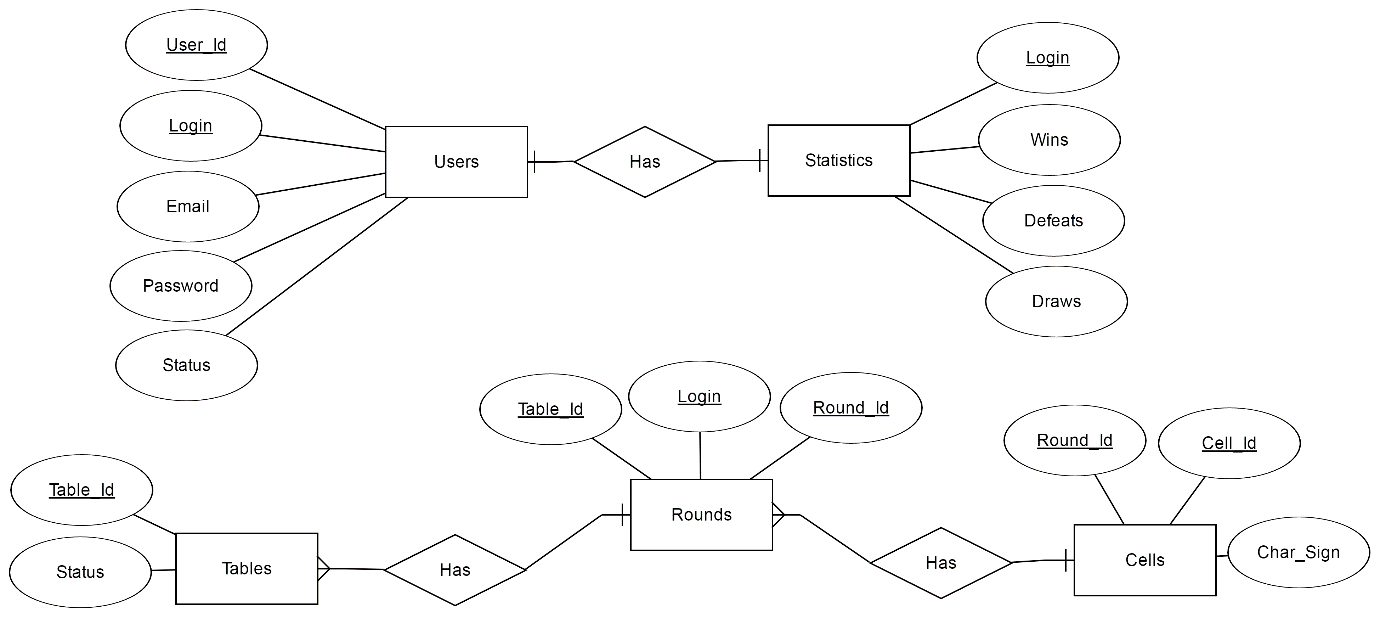 User_Id
Login
Email
Password
Status
Users
Has
Statistics
Login
Wins
Defeats
Draws
Table_Id
Status
Tables
Has
Table_Id
Login
Round_Id
Rounds
Has
Round_Id
Cell_Id
Char_Sign
Cells